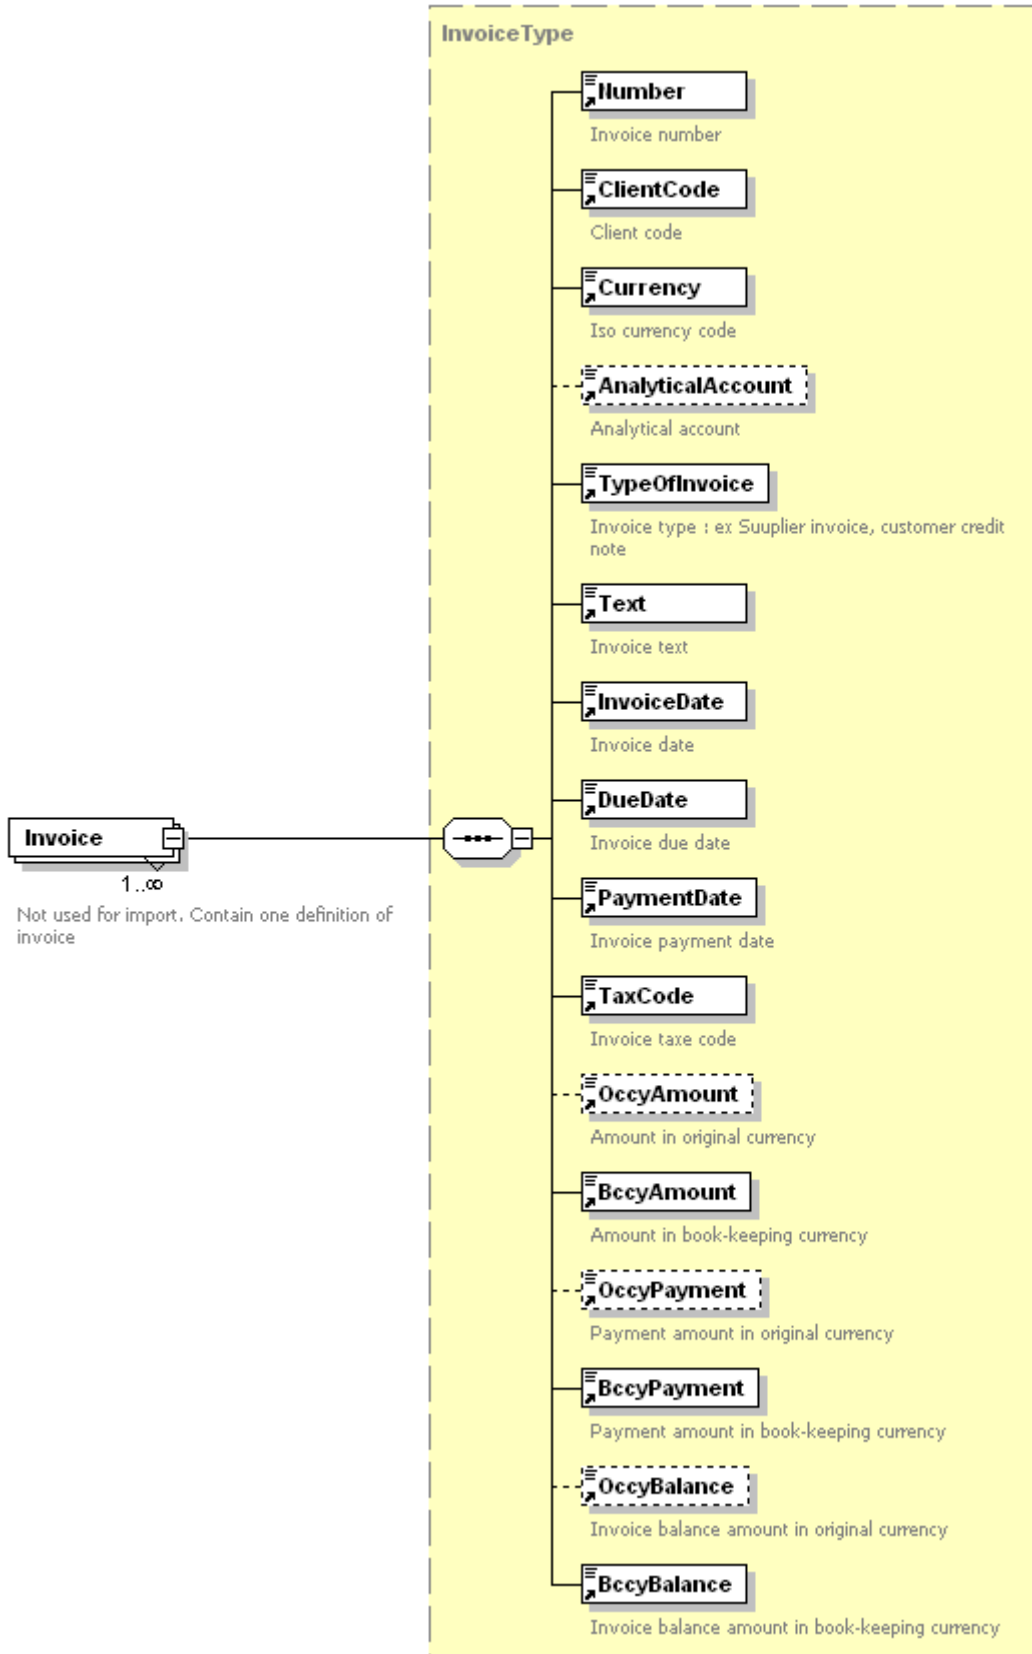 InvoiceType
Number
Invoice number
ClientCode
Client code
Currency
Iso currency code
AnalyticalAccount
Analytical account
TypeOfInvoice
Invoice type : ex Suuplier invoice, customer credit
note
Text
Invoice text
InvoiceDate
Invoice date
DueDate
Invoice due date
Invoice
1..∞
Not used for import. Contain one definition of
invoice
PaymentDate
Invoice payment date
TaxCode
Invoice taxe code
OccyAmount
Amount in original currency
BccyAmount
Amount in book-keeping currency
OccyPayment
Payment amount in original currency
BccyPayment
Payment amount in book-keeping currency
OccyBalance
Invoice balance amount in original currency
BccyBalance
Invoice balance amount in book-keeping currency